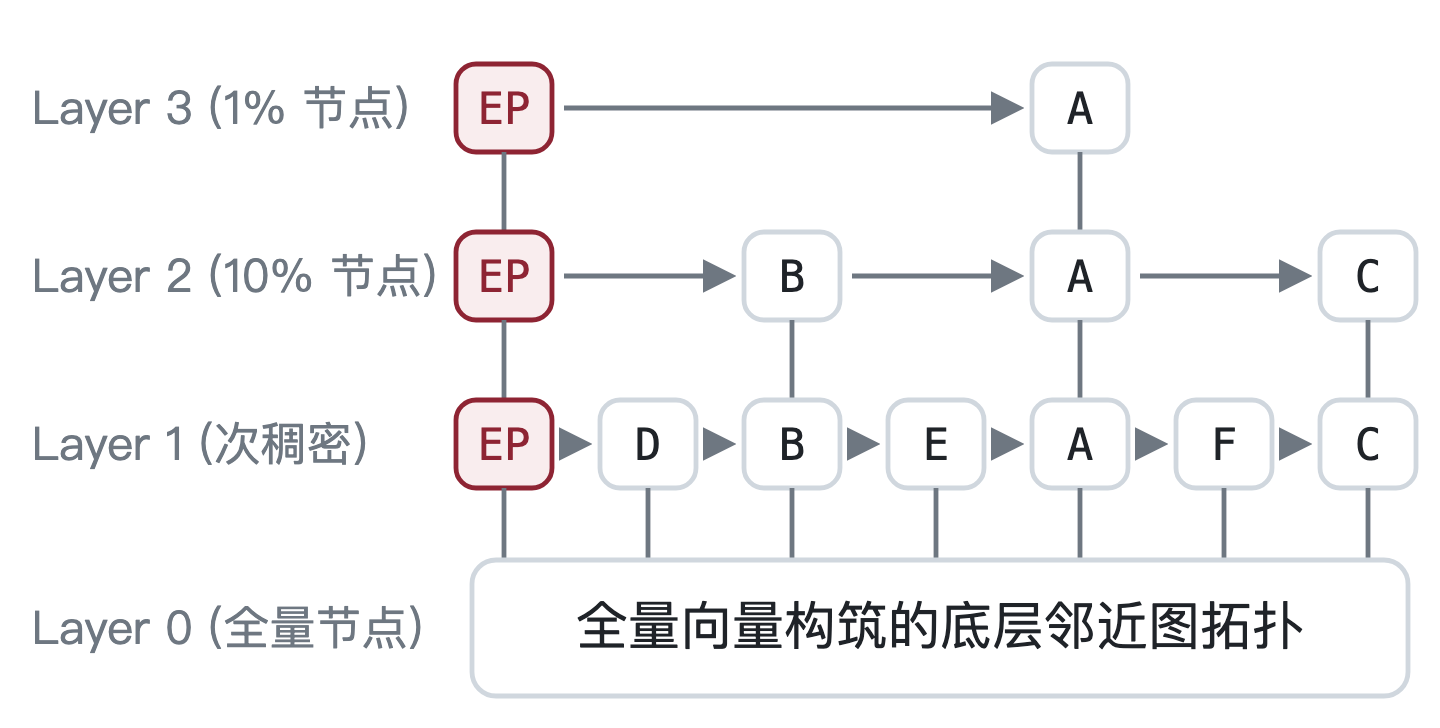 Layer 3 (1% 节点) EP A
Layer 2 (10% 节点) EP B A C
Layer 1 (次稠密) EP D B E A F C
Layer 0 (全量节点) 全量向量构筑的底层邻近图拓扑